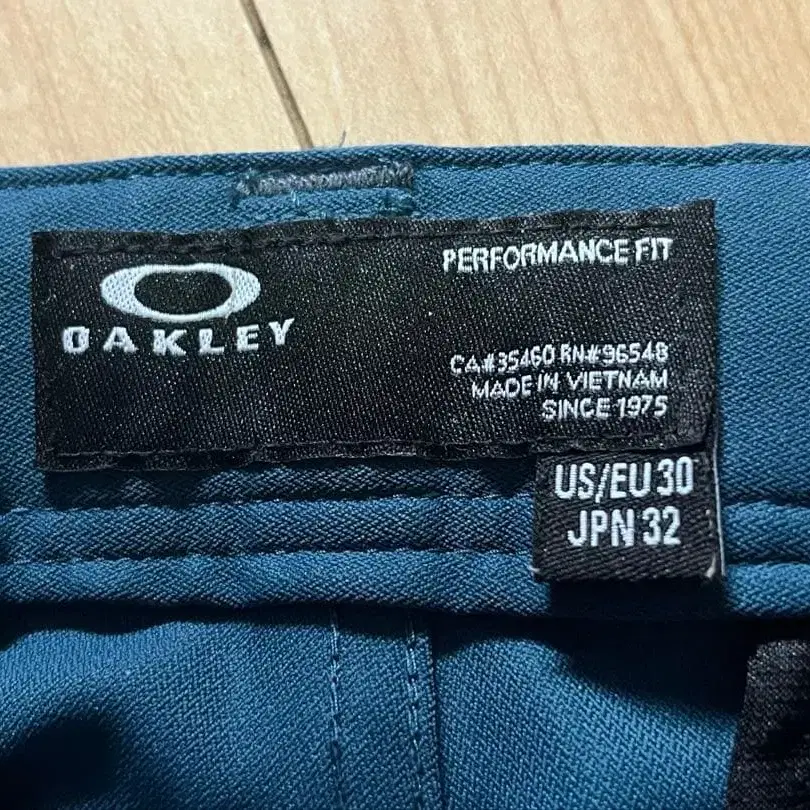 OAKLEY
PERFORMANCE FIT
CA#35460 RN#96548
MADE IN VIETNAM
SINCE 1975
US/EU 30
JPN 32